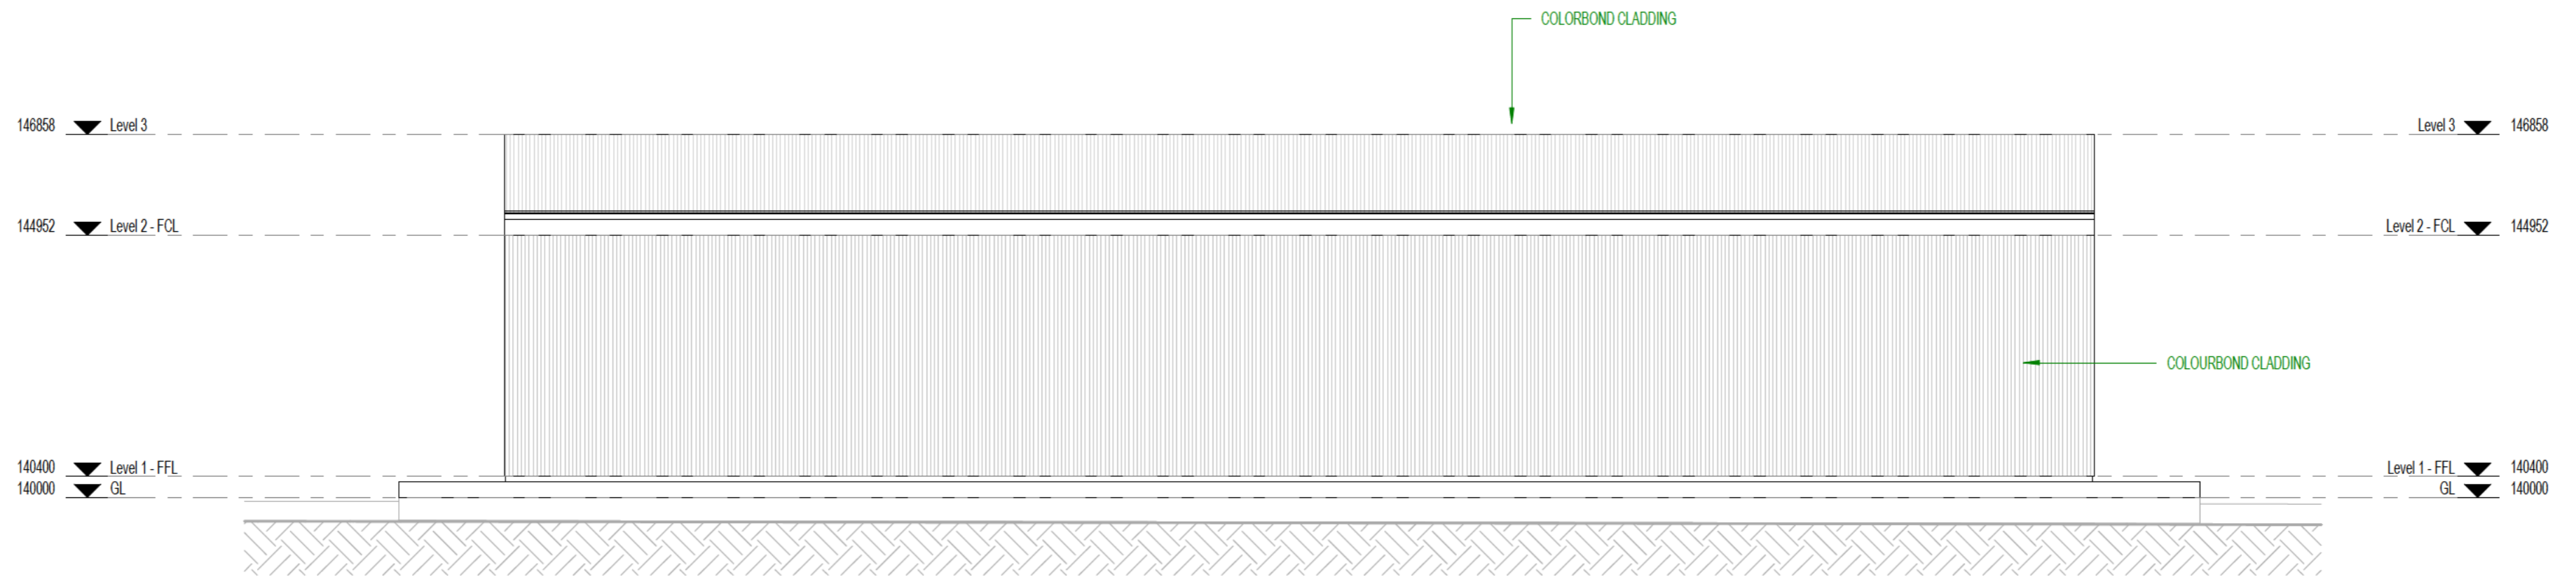 COLORBOND CLADDING
146858 Level 3
Level 3 146858
144952 Level 2 - FCL
Level 2 - FCL 144952
COLOURBOND CLADDING
140400 Level 1 - FFL
Level 1 - FFL 140400
140000 GL
GL 140000